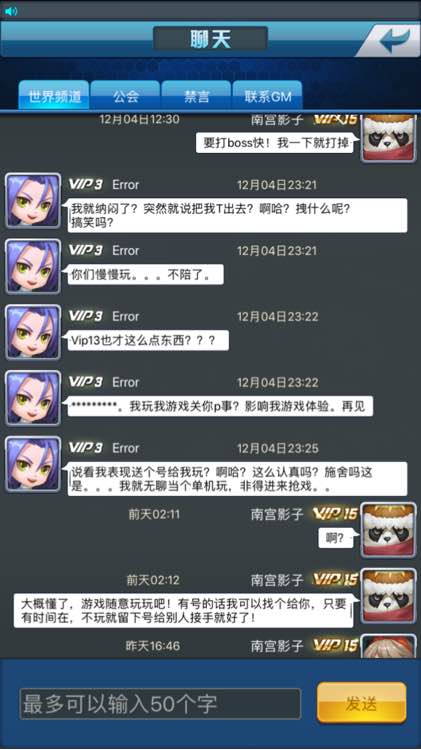 聊天
世界频道 公会 禁言 联系GM
12月04日12:30 南宫影子 VIP15
要打boss快！我一下就打掉
VIP3 Error 12月04日23:21
我就纳闷了？突然就说把我T出去？啊哈？拽什么呢？
搞笑吗？
VIP3 Error 12月04日23:21
你们慢慢玩。。。不陪了。
VIP3 Error 12月04日23:22
Vip13也才这么点东西？？？
VIP3 Error 12月04日23:22
*********。我玩我游戏关你p事？影响我游戏体验。再见
VIP3 Error 12月04日23:25
说看我表现送个号给我玩？啊哈？这么认真吗？施舍吗这
是。。。我就无聊当个单机玩，非得进来抢戏。。
前天02:11 南宫影子 VIP15
啊？
前天02:12 南宫影子 VIP15
大概懂了，游戏随意玩玩吧！有号的话我可以找个给你，只要
有时间在，不玩就留下号给别人接手就好了！
昨天16:46 南宫影子 VIP15
最多可以输入50个字 发送